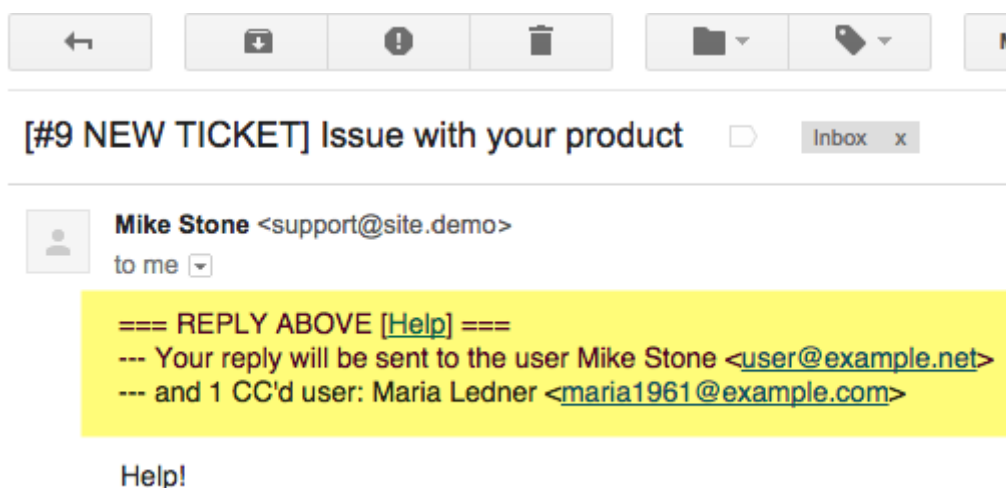 [#9 NEW TICKET] Issue with your product
Inbox x
Mike Stone <support@site.demo>
to me
=== REPLY ABOVE [Help] ===
--- Your reply will be sent to the user Mike Stone <user@example.net>
--- and 1 CC'd user: Maria Ledner <maria1961@example.com>
Help!